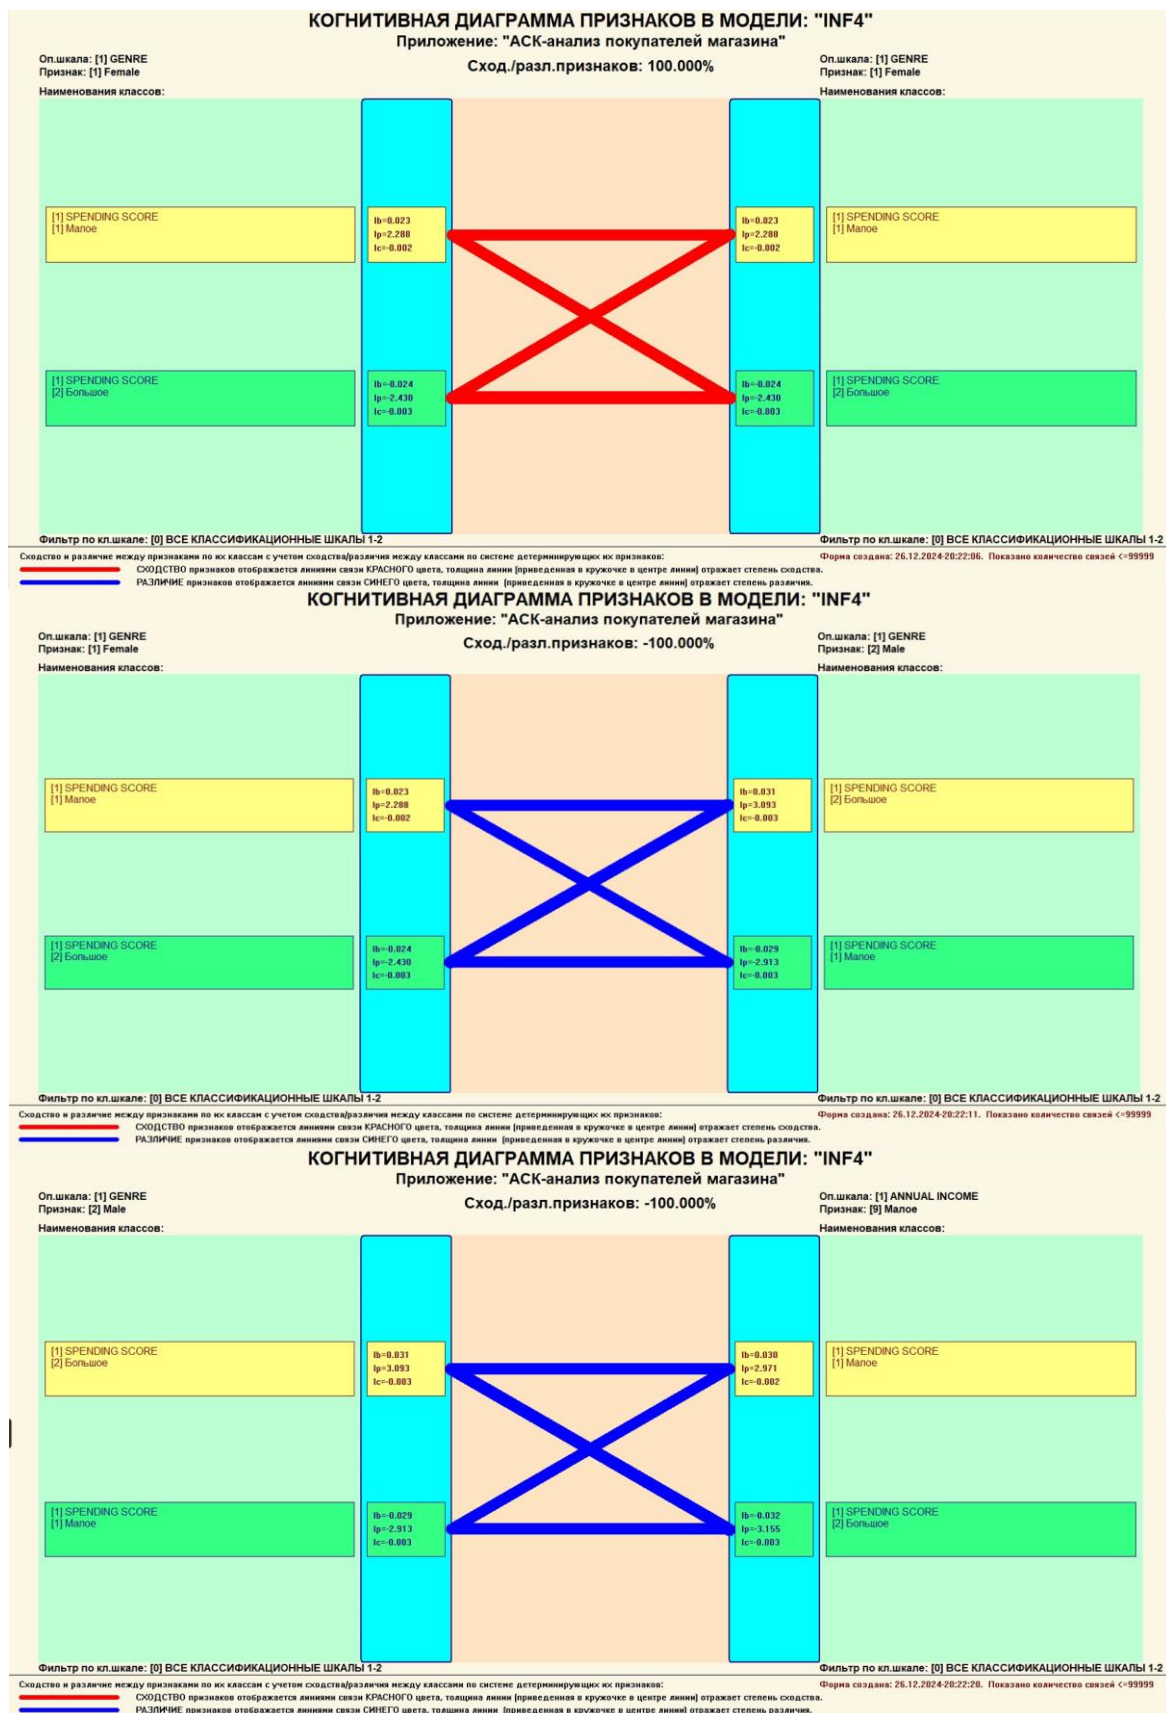 КОГНИТИВНАЯ ДИАГРАММА ПРИЗНАКОВ В МОДЕЛИ: "INF4"
Приложение: "АСК-анализ покупателей магазина"
Оп.шкала: [1] GENRE
Признак: [1] Female
Сход./разл.признаков: 100.000%
Оп.шкала: [1] GENRE
Признак: [1] Female
Наименования классов:
Наименования классов:
[1] SPENDING SCORE
[1] Малое
Ib=0.023
Ip=2.288
Ic=-0.002
Ib=0.023
Ip=2.288
Ic=-0.002
[1] SPENDING SCORE
[1] Малое
[1] SPENDING SCORE
[2] Большое
Ib=-0.024
Ip=-2.430
Ic=-0.003
Ib=-0.024
Ip=-2.430
Ic=-0.003
[1] SPENDING SCORE
[2] Большое
Фильтр по кл.шкале: [0] ВСЕ КЛАССИФИКАЦИОННЫЕ ШКАЛЫ 1-2
Фильтр по кл.шкале: [0] ВСЕ КЛАССИФИКАЦИОННЫЕ ШКАЛЫ 1-2
Сходство и различие между признаками по их классам с учетом сходства/различия между классами по системе детерминирующих их признаков:
Форма создана: 26.12.2024-20:22:06. Показано количество связей <=99999
СХОДСТВО признаков отображается линиями связи КРАСНОГО цвета, толщина линии (приведенная в кружочке в центре линии) отражает степень сходства.
РАЗЛИЧИЕ признаков отображается линиями связи СИНЕГО цвета, толщина линии (приведенная в кружочке в центре линии) отражает степень различия.
КОГНИТИВНАЯ ДИАГРАММА ПРИЗНАКОВ В МОДЕЛИ: "INF4"
Приложение: "АСК-анализ покупателей магазина"
Оп.шкала: [1] GENRE
Признак: [1] Female
Сход./разл.признаков: -100.000%
Оп.шкала: [1] GENRE
Признак: [2] Male
Наименования классов:
Наименования классов:
[1] SPENDING SCORE
[1] Малое
Ib=0.023
Ip=2.288
Ic=-0.002
Ib=0.031
Ip=3.093
Ic=-0.003
[1] SPENDING SCORE
[2] Большое
[1] SPENDING SCORE
[2] Большое
Ib=-0.024
Ip=-2.430
Ic=-0.003
Ib=-0.029
Ip=-2.913
Ic=-0.003
[1] SPENDING SCORE
[1] Малое
Фильтр по кл.шкале: [0] ВСЕ КЛАССИФИКАЦИОННЫЕ ШКАЛЫ 1-2
Фильтр по кл.шкале: [0] ВСЕ КЛАССИФИКАЦИОННЫЕ ШКАЛЫ 1-2
Сходство и различие между признаками по их классам с учетом сходства/различия между классами по системе детерминирующих их признаков:
Форма создана: 26.12.2024-20:22:11. Показано количество связей <=99999
СХОДСТВО признаков отображается линиями связи КРАСНОГО цвета, толщина линии (приведенная в кружочке в центре линии) отражает степень сходства.
РАЗЛИЧИЕ признаков отображается линиями связи СИНЕГО цвета, толщина линии (приведенная в кружочке в центре линии) отражает степень различия.
КОГНИТИВНАЯ ДИАГРАММА ПРИЗНАКОВ В МОДЕЛИ: "INF4"
Приложение: "АСК-анализ покупателей магазина"
Оп.шкала: [1] GENRE
Признак: [2] Male
Сход./разл.признаков: -100.000%
Оп.шкала: [1] ANNUAL INCOME
Признак: [9] Малое
Наименования классов:
Наименования классов:
[1] SPENDING SCORE
[2] Большое
Ib=0.031
Ip=3.093
Ic=-0.003
Ib=0.030
Ip=2.971
Ic=-0.002
[1] SPENDING SCORE
[1] Малое
[1] SPENDING SCORE
[1] Малое
Ib=-0.029
Ip=-2.913
Ic=-0.003
Ib=-0.032
Ip=-3.155
Ic=-0.003
[1] SPENDING SCORE
[2] Большое
Фильтр по кл.шкале: [0] ВСЕ КЛАССИФИКАЦИОННЫЕ ШКАЛЫ 1-2
Фильтр по кл.шкале: [0] ВСЕ КЛАССИФИКАЦИОННЫЕ ШКАЛЫ 1-2
Сходство и различие между признаками по их классам с учетом сходства/различия между классами по системе детерминирующих их признаков:
Форма создана: 26.12.2024-20:22:20. Показано количество связей <=99999
СХОДСТВО признаков отображается линиями связи КРАСНОГО цвета, толщина линии (приведенная в кружочке в центре линии) отражает степень сходства.
РАЗЛИЧИЕ признаков отображается линиями связи СИНЕГО цвета, толщина линии (приведенная в кружочке в центре линии) отражает степень различия.